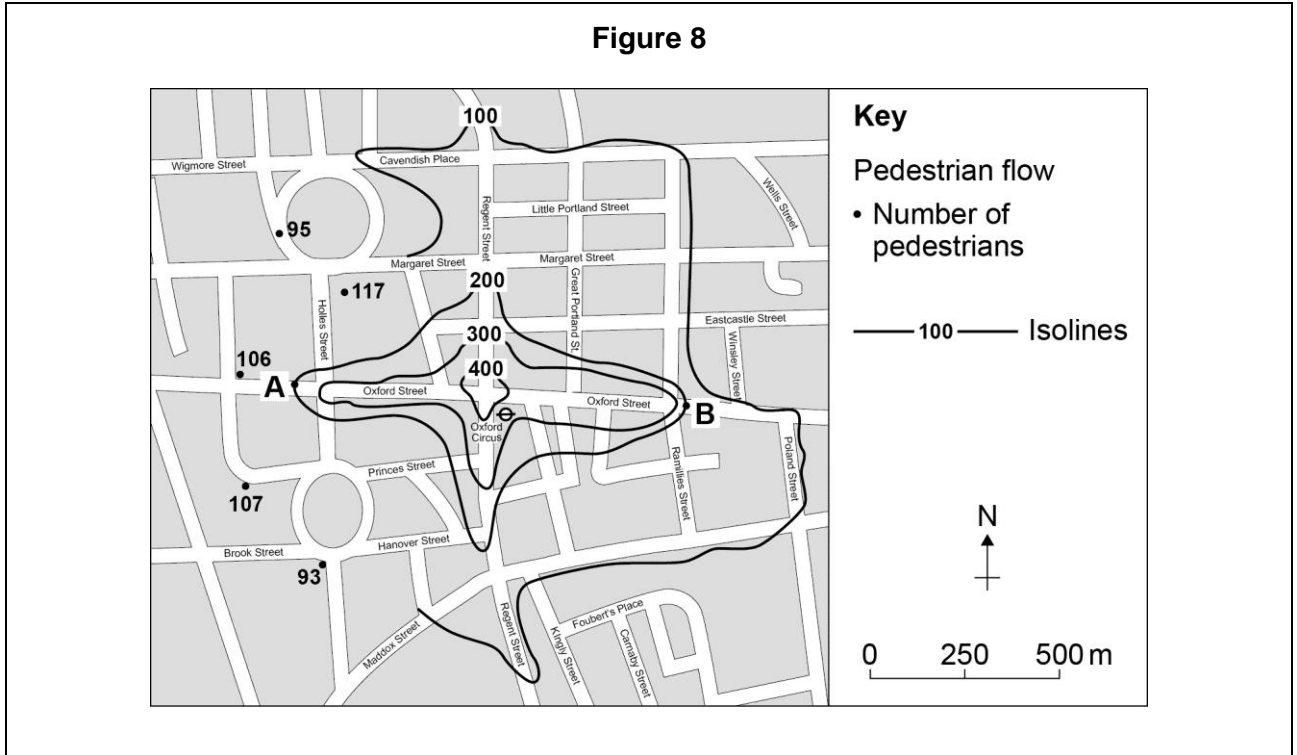 Figure 8
100
Wigmore Street
Cavendish Place
Wells Street
Little Portland Street
Regent Street
95
Margaret Street
Margaret Street
200
Great Portland St.
117
Holles Street
Eastcastle Street
300
Winsley Street
106
400
A
Oxford Street
Oxford Street
B
Oxford
Circus
Princes Street
Ramillies Street
Poland Street
107
Brook Street
Hanover Street
93
Maddox Street
Regent Street
Kingly Street
Foubert's Place
Carnaby Street
Key
Pedestrian flow
• Number of
pedestrians
100
Isolines
N
0 250 500 m